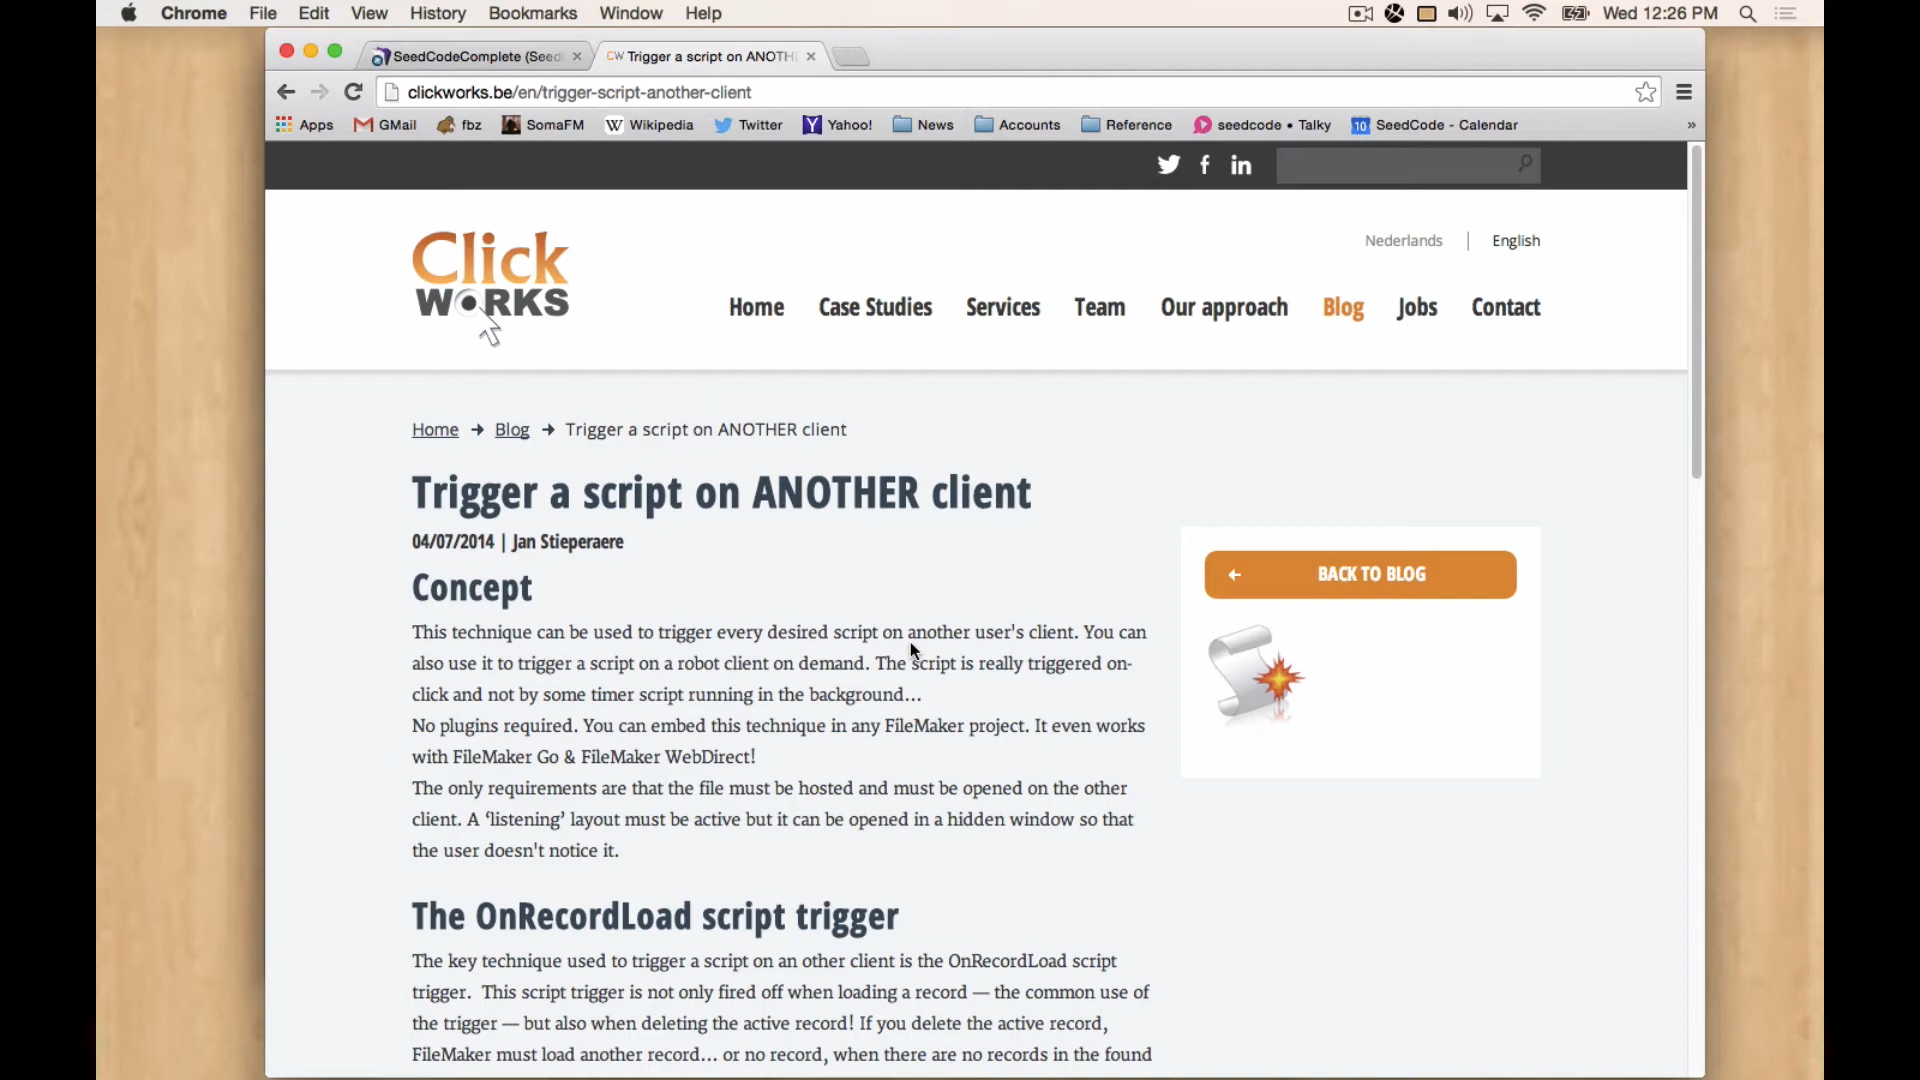 Chrome File Edit View History Bookmarks Window Help Wed 12:26 PM
SeedCodeComplete (Seed CW Trigger a script on ANOTH
clickworks.be/en/trigger-script-another-client
Apps GMail fbz SomaFM Wikipedia Twitter Yahoo! News Accounts Reference seedcode • Talky 10 SeedCode - Calendar »
Click
WORKS
Nederlands | English
Home Case Studies Services Team Our approach Blog Jobs Contact
Home → Blog → Trigger a script on ANOTHER client
Trigger a script on ANOTHER client
04/07/2014 | Jan Stieperaere
BACK TO BLOG
Concept
This technique can be used to trigger every desired script on another user's client. You can
also use it to trigger a script on a robot client on demand. The script is really triggered on-
click and not by some timer script running in the background…
No plugins required. You can embed this technique in any FileMaker project. It even works
with FileMaker Go & FileMaker WebDirect!
The only requirements are that the file must be hosted and must be opened on the other
client. A ‘listening’ layout must be active but it can be opened in a hidden window so that
the user doesn't notice it.
The OnRecordLoad script trigger
The key technique used to trigger a script on an other client is the OnRecordLoad script
trigger. This script trigger is not only fired off when loading a record — the common use of
the trigger — but also when deleting the active record! If you delete the active record,
FileMaker must load another record… or no record, when there are no records in the found